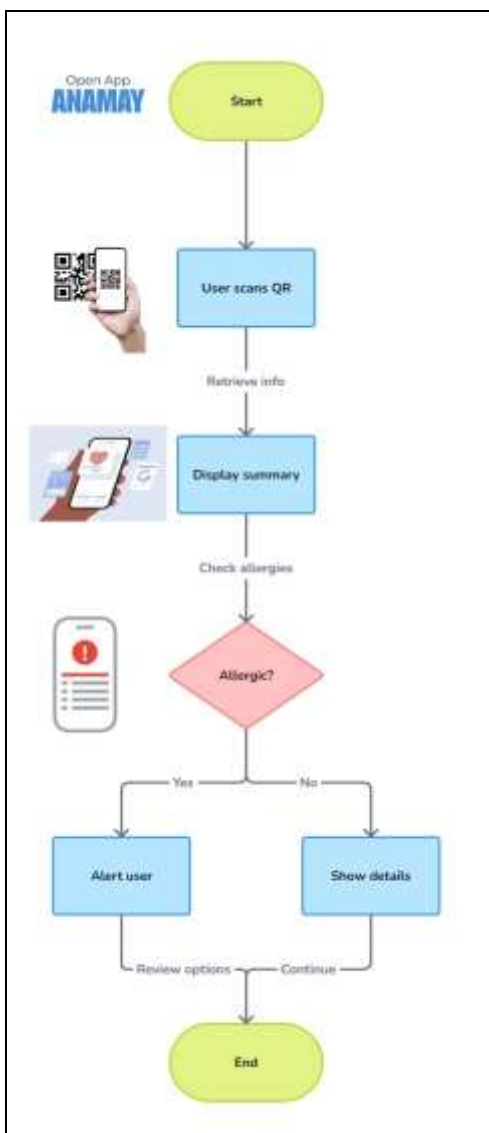 Open App
ANAMAY
Start
User scans QR
Retrieve info
Display summary
Check allergies
Allergic?
Yes
No
Alert user
Show details
Review options
Continue
End